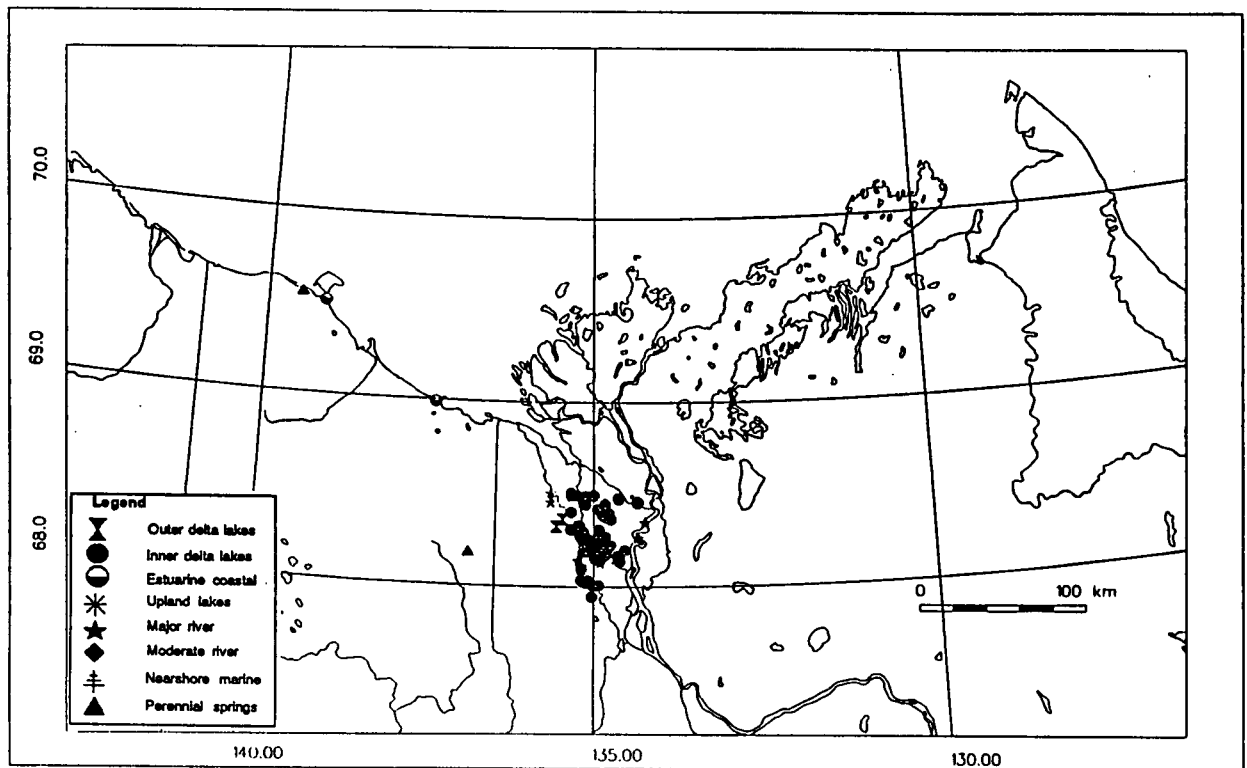 70.0
69.0
68.0
Legend
Outer delta lakes
Inner delta lakes
Estuarine coastal
Upland lakes
Major river
Moderate river
Nearshore marine
Perennial springs
0 100 km
140.00 135.00 130.00